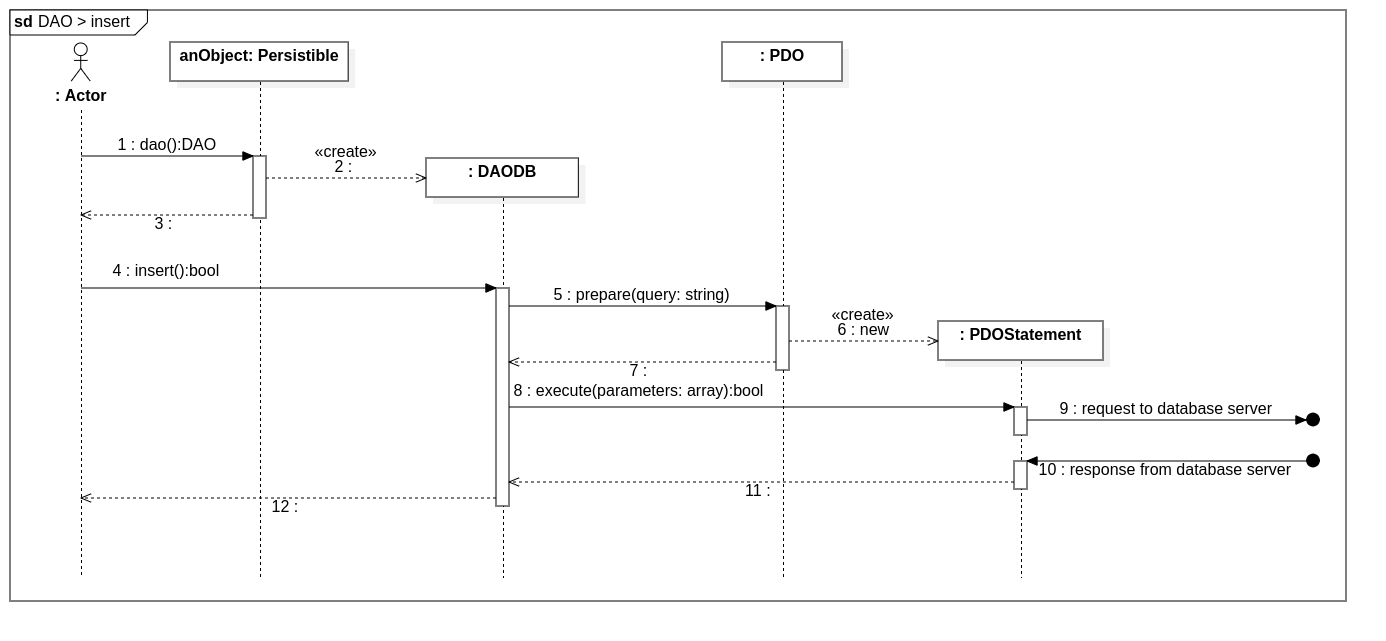 sd DAO > insert
anObject: Persistible
: PDO
: Actor
1 : dao():DAO
«create»
2 :
: DAODB
3 :
4 : insert():bool
5 : prepare(query: string)
«create»
6 : new
: PDOStatement
7 :
8 : execute(parameters: array):bool
9 : request to database server
10 : response from database server
11 :
12 :